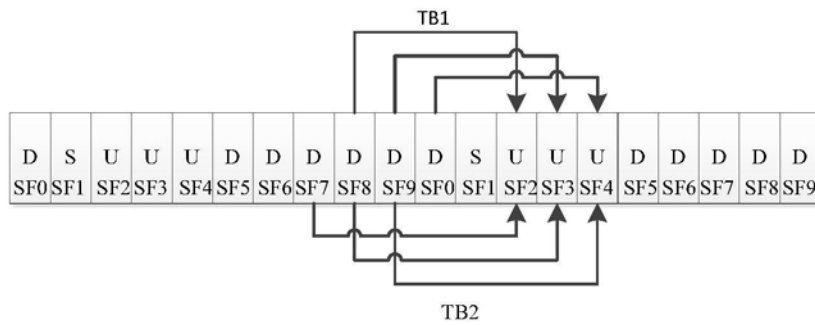 TB1
D S U U U D D D D D D S U U U D D D D D
SF0 SF1 SF2 SF3 SF4 SF5 SF6 SF7 SF8 SF9 SF0 SF1 SF2 SF3 SF4 SF5 SF6 SF7 SF8 SF9
TB2